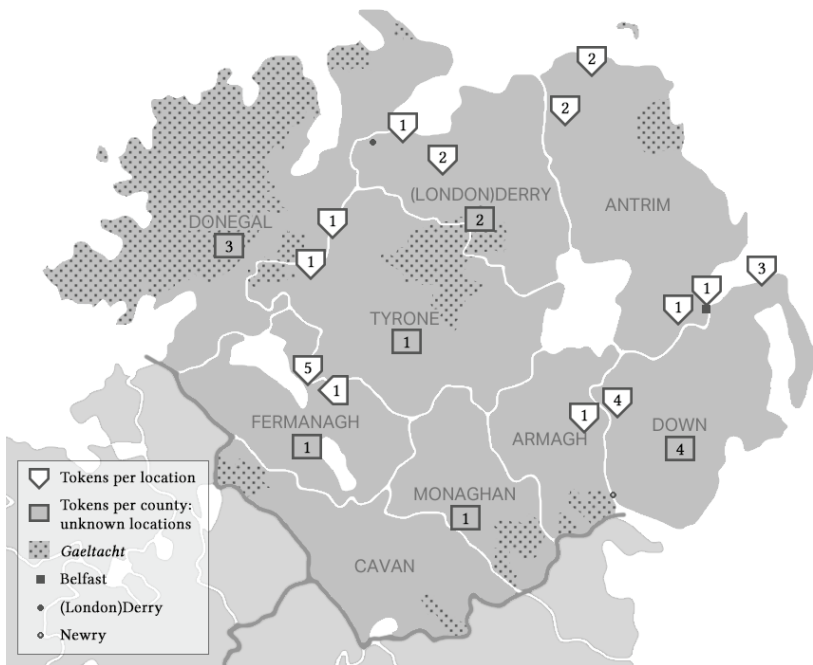 2
2
1
2
(LONDON)DERRY
ANTRIM
DONEGAL
1
2
3
1
3
1
1
TYRONE
1
5
1
4
1
FERMANAGH
ARMAGH
DOWN
1
4
MONAGHAN
1
CAVAN
Tokens per location
Tokens per county:
unknown locations
Gaeltacht
Belfast
(London)Derry
Newry